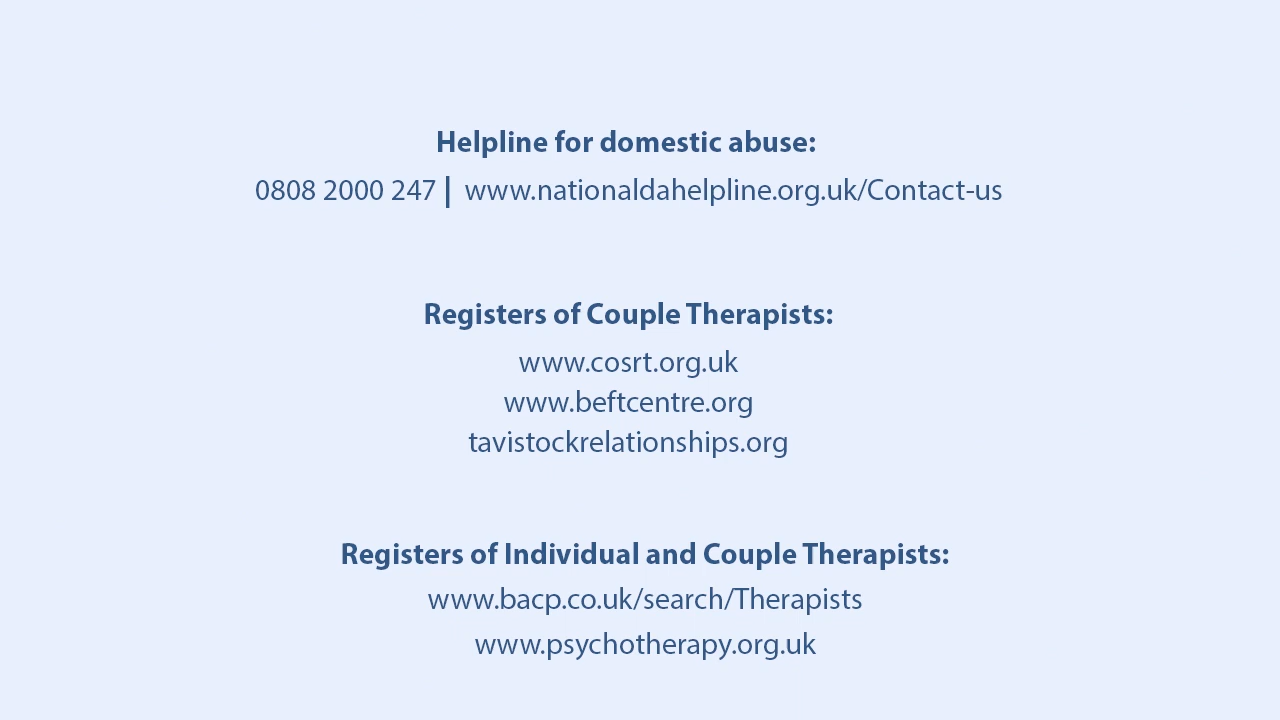 Helpline for domestic abuse:
0808 2000 247 | www.nationaldahelpline.org.uk/Contact-us
Registers of Couple Therapists:
www.cosrt.org.uk
www.beftcentre.org
tavistockrelationships.org
Registers of Individual and Couple Therapists:
www.bacp.co.uk/search/Therapists
www.psychotherapy.org.uk